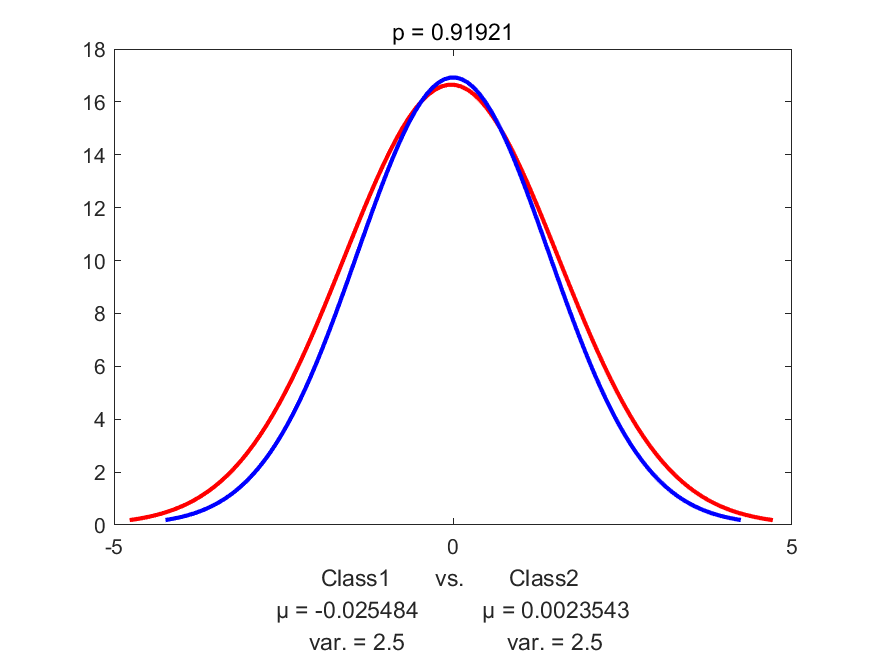 p = 0.91921
18
16
14
12
10
8
6
4
2
0
-5 0 5
Class1 vs. Class2
μ = -0.025484 μ = 0.0023543
var. = 2.5 var. = 2.5